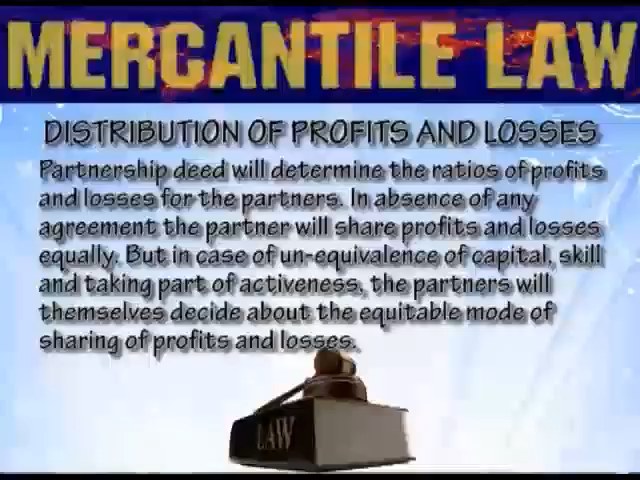 MERCANTILE LAW
DISTRIBUTION OF PROFITS AND LOSSES
Partnership deed will determine the ratios of profits
and losses for the partners. In absence of any
agreement the partner will share profits and losses
equally. But in case of un-equivalence of capital, skill
and taking part of activeness, the partners will
themselves decide about the equitable mode of
sharing of profits and losses.
LAW